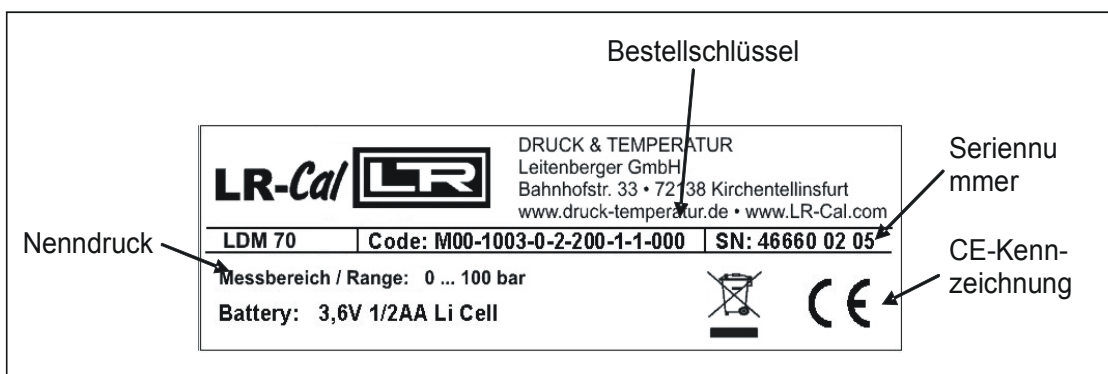 Bestellschlüssel
DRUCK & TEMPERATUR
Leitenberger GmbH
Bahnhofstr. 33 • 72138 Kirchentellinsfurt
www.druck-temperatur.de • www.LR-Cal.com
LR-Cal LR
Seriennu
mmer
Nenndruck
LDM 70 Code: M00-1003-0-2-200-1-1-000 SN: 46660 02 05
CE-Kenn-
zeichnung
Messbereich / Range: 0 ... 100 bar
Battery: 3,6V 1/2AA Li Cell
CE